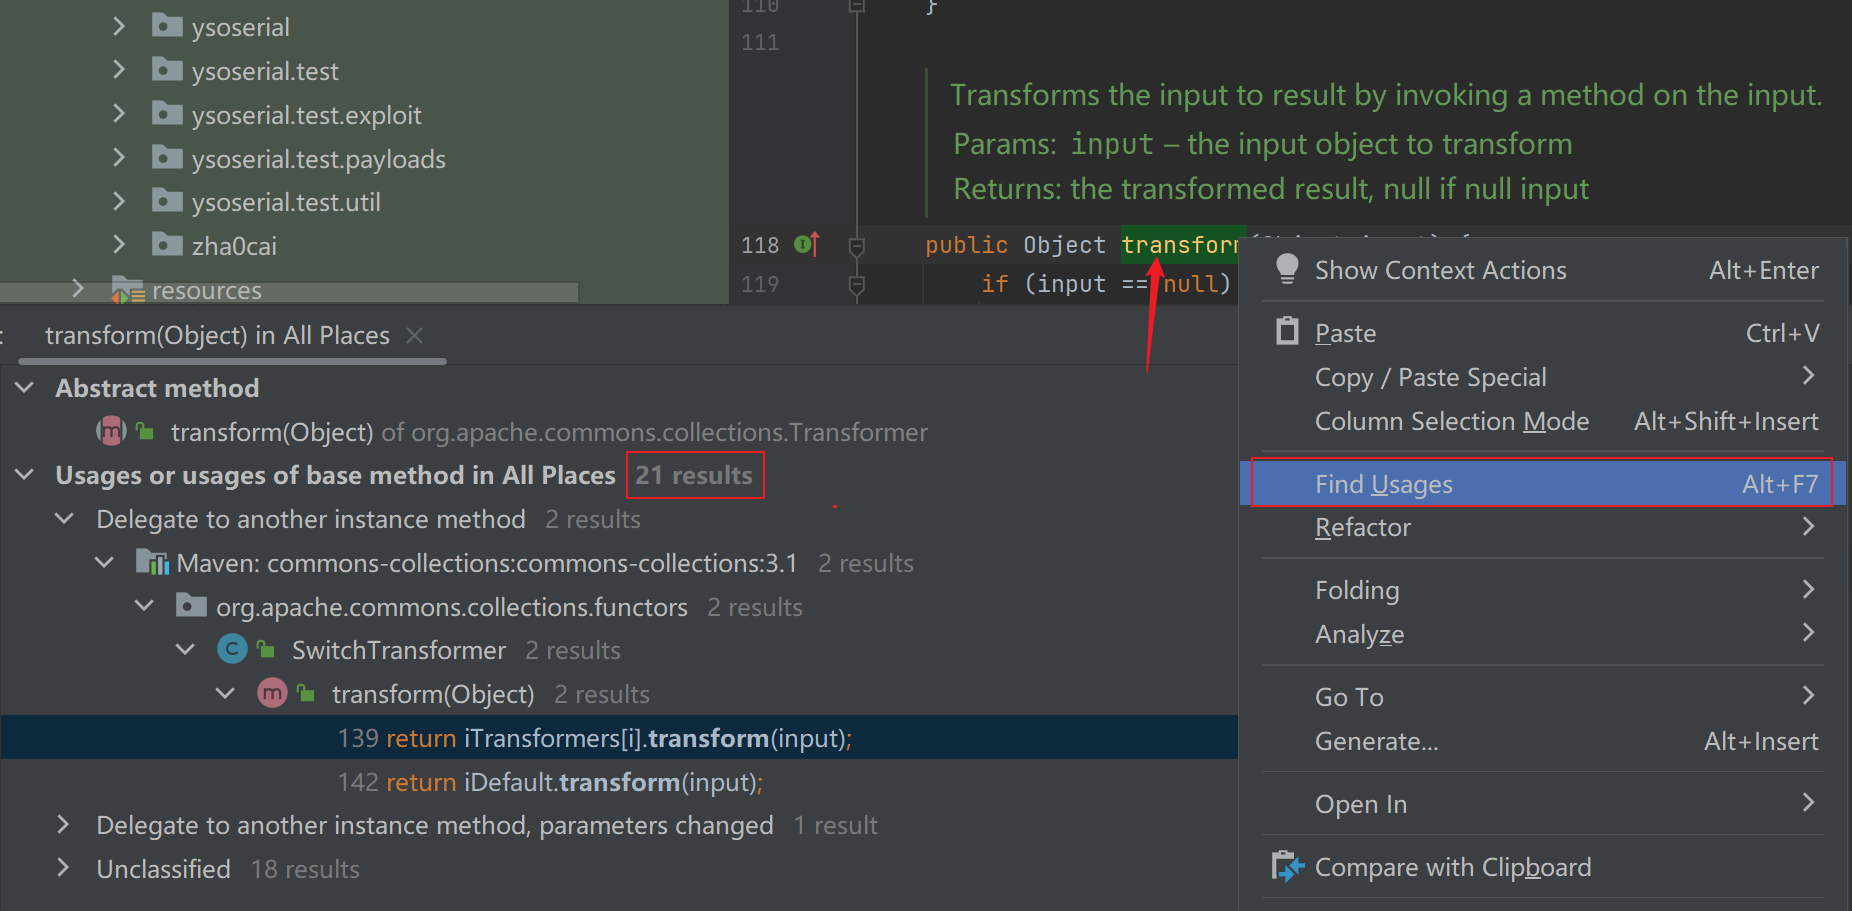 ysoserial
ysoserial.test
ysoserial.test.exploit
ysoserial.test.payloads
ysoserial.test.util
zha0cai
resources
110 }
111
Transforms the input to result by invoking a method on the input.
Params: input – the input object to transform
Returns: the transformed result, null if null input
118 public Object transform
119 if (input == null)
: transform(Object) in All Places
Abstract method
transform(Object) of org.apache.commons.collections.Transformer
Usages or usages of base method in All Places 21 results
Delegate to another instance method 2 results
Maven: commons-collections:commons-collections:3.1 2 results
org.apache.commons.collections.functors 2 results
SwitchTransformer 2 results
transform(Object) 2 results
139 return iTransformers[i].transform(input);
142 return iDefault.transform(input);
Delegate to another instance method, parameters changed 1 result
Unclassified 18 results
Show Context Actions Alt+Enter
Paste Ctrl+V
Copy / Paste Special
Column Selection Mode Alt+Shift+Insert
Find Usages Alt+F7
Refactor
Folding
Analyze
Go To
Generate... Alt+Insert
Open In
Compare with Clipboard